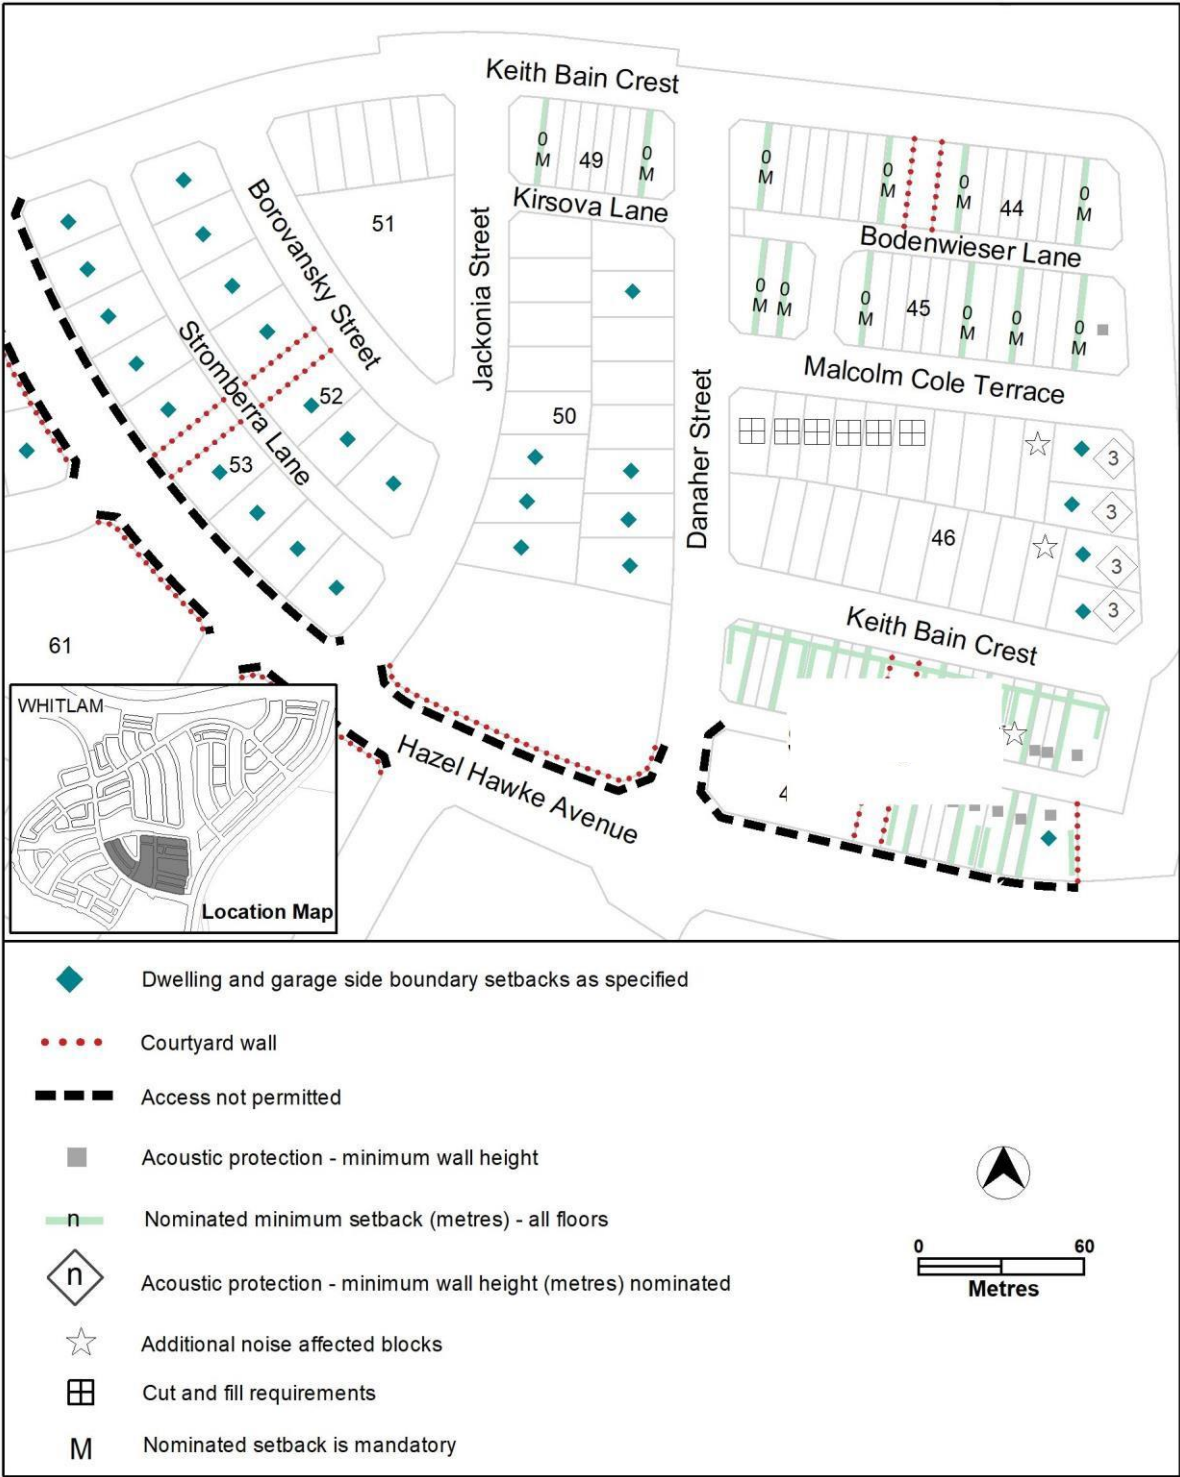 Keith Bain Crest
0
M
49
0
M
0
M
0
M
0
M
44
0
M
Kirsova Lane
Bodenwieser Lane
51
Borovansky Street
Jackonia Street
0
M
0
M
0
M
45
0
M
0
M
0
M
Malcolm Cole Terrace
Stromberra Lane
52
50
Danaher Street
53
3
3
46
3
3
Keith Bain Crest
61
Hazel Hawke Avenue
WHITLAM
Location Map
Dwelling and garage side boundary setbacks as specified
Courtyard wall
Access not permitted
Acoustic protection - minimum wall height
n Nominated minimum setback (metres) - all floors
n Acoustic protection - minimum wall height (metres) nominated
Additional noise affected blocks
Cut and fill requirements
M Nominated setback is mandatory
0 60
Metres